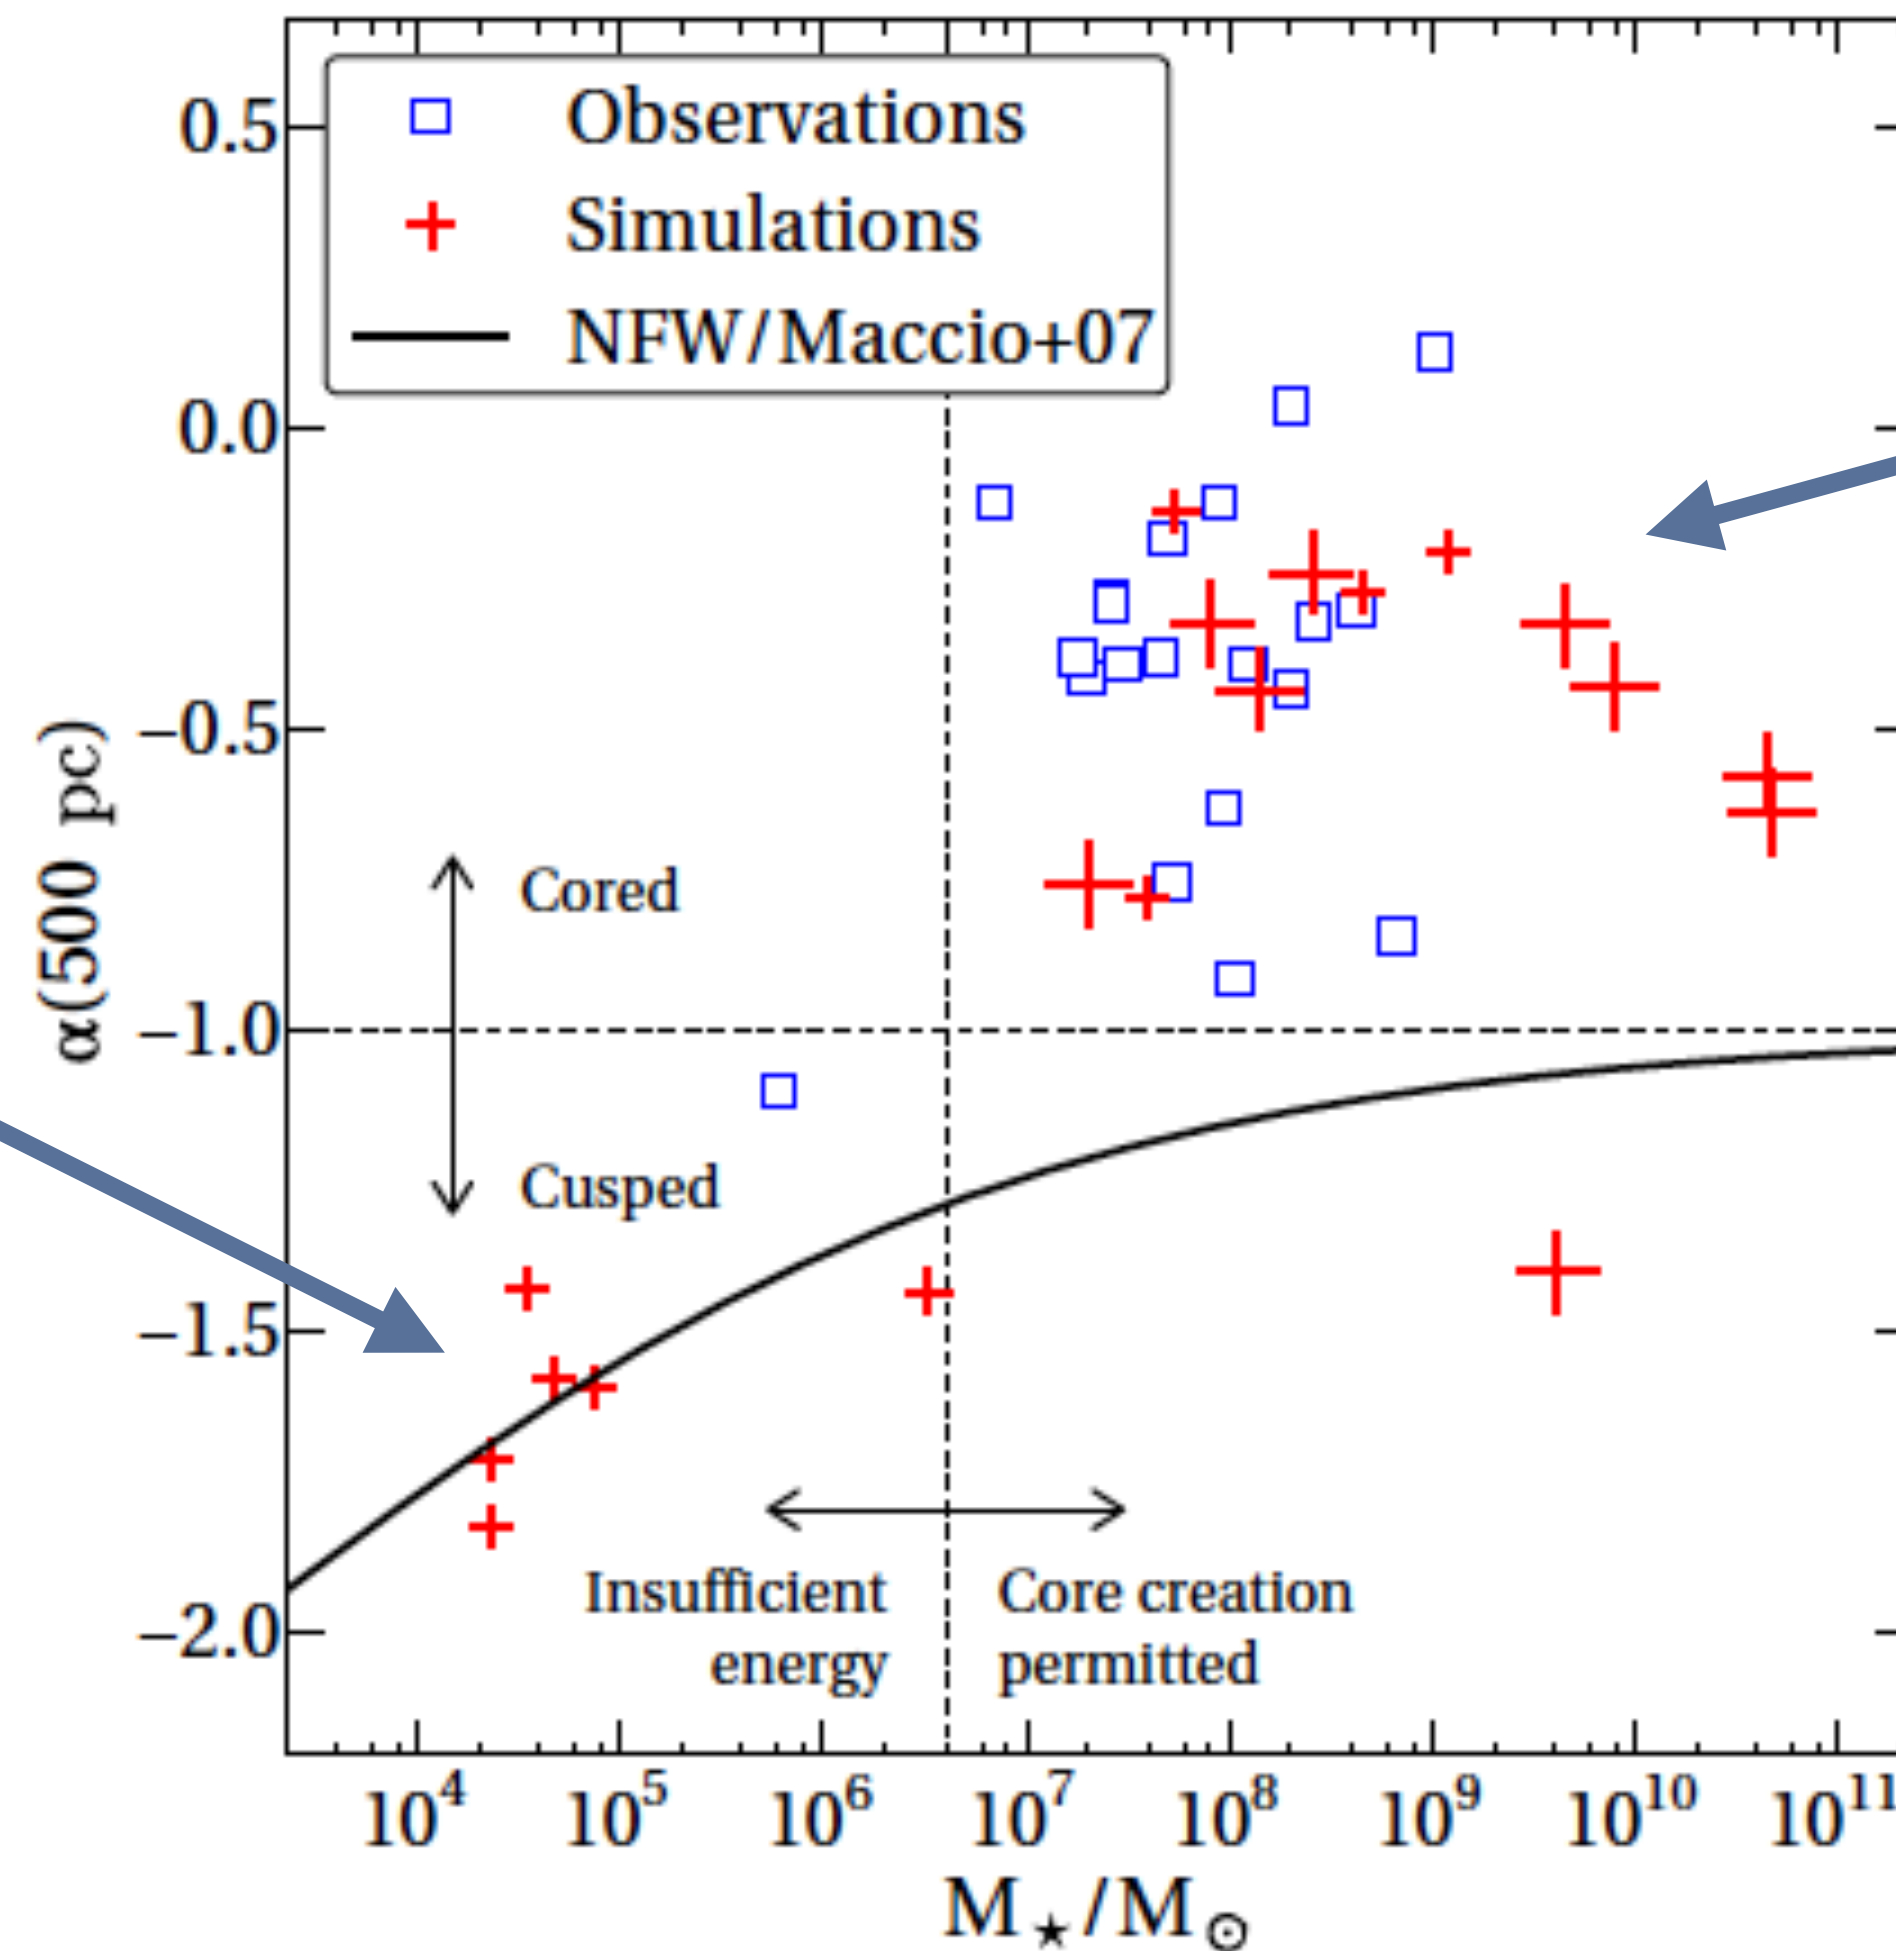 Observations
Simulations
NFW/Maccio+07
0.5
0.0
−0.5
−1.0
−1.5
−2.0
α(500 pc)
Cored
Cusped
Insufficient
energy
Core creation
permitted
10⁴ 10⁵ 10⁶ 10⁷ 10⁸ 10⁹ 10¹⁰ 10¹¹
M★/M⊙